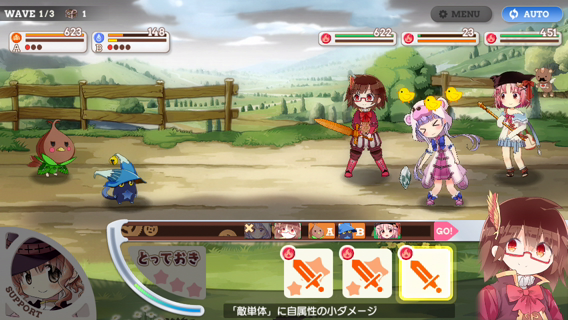 WAVE 1/3 1
MENU
AUTO
623
A
148
B
622
23
451
A B GO!
とっておき
SUPPORT
「敵単体」に自属性の小ダメージ